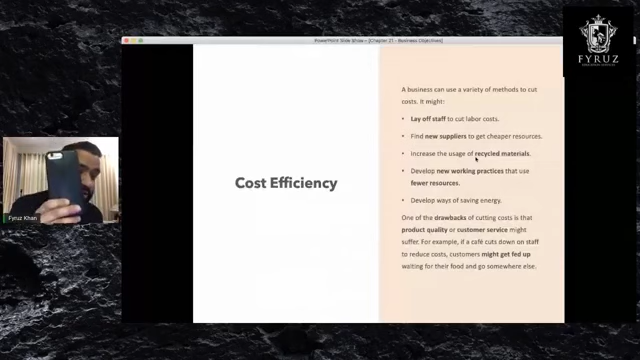 PowerPoint Slide Show - [Chapter 21 - Business Objectives]
FYRUZ
Cost Efficiency
A business can use a variety of methods to cut
costs. It might:
• Lay off staff to cut labor costs.
• Find new suppliers to get cheaper resources.
• Increase the usage of recycled materials.
• Develop new working practices that use
fewer resources.
• Develop ways of saving energy.
One of the drawbacks of cutting costs is that
product quality or customer service might
suffer. For example, if a café cuts down on staff
to reduce costs, customers might get fed up
waiting for their food and go somewhere else.
Fyruz Khan